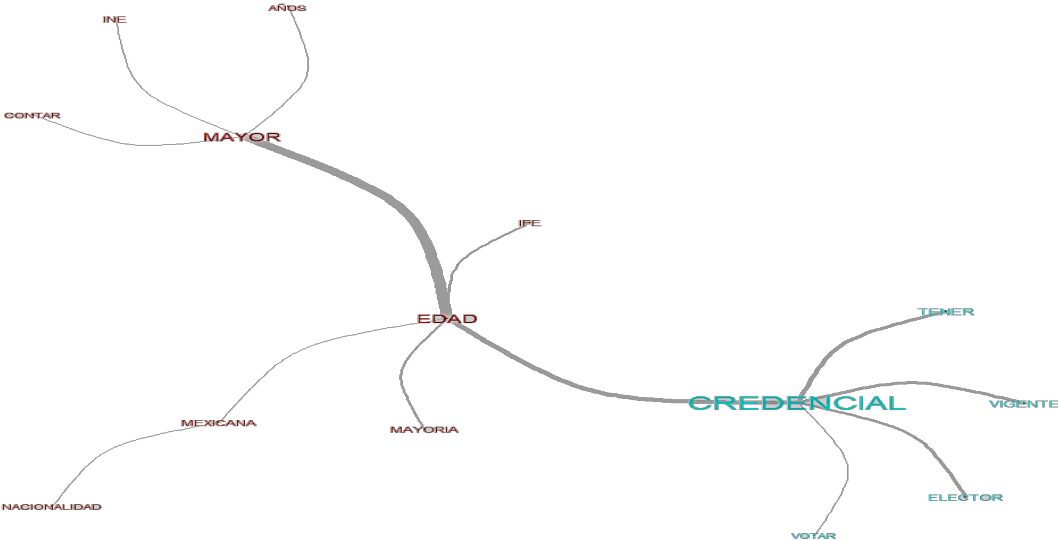 AÑOS
INE
CONTAR
MAYOR
IFE
TENER
EDAD
CREDENCIAL
VIGENTE
MEXICANA
MAYORIA
ELECTOR
NACIONALIDAD
VOTAR